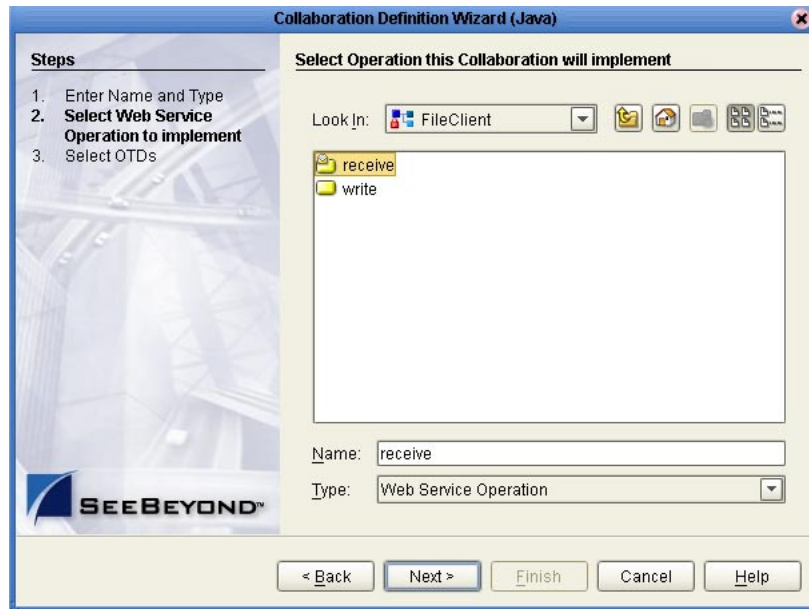 Collaboration Definition Wizard (Java)
Steps
1. Enter Name and Type
2. Select Web Service
Operation to implement
3. Select OTDs
Select Operation this Collaboration will implement
Look In: FileClient
receive
write
Name: receive
Type: Web Service Operation
SEEBEYOND™
< Back Next > Finish Cancel Help